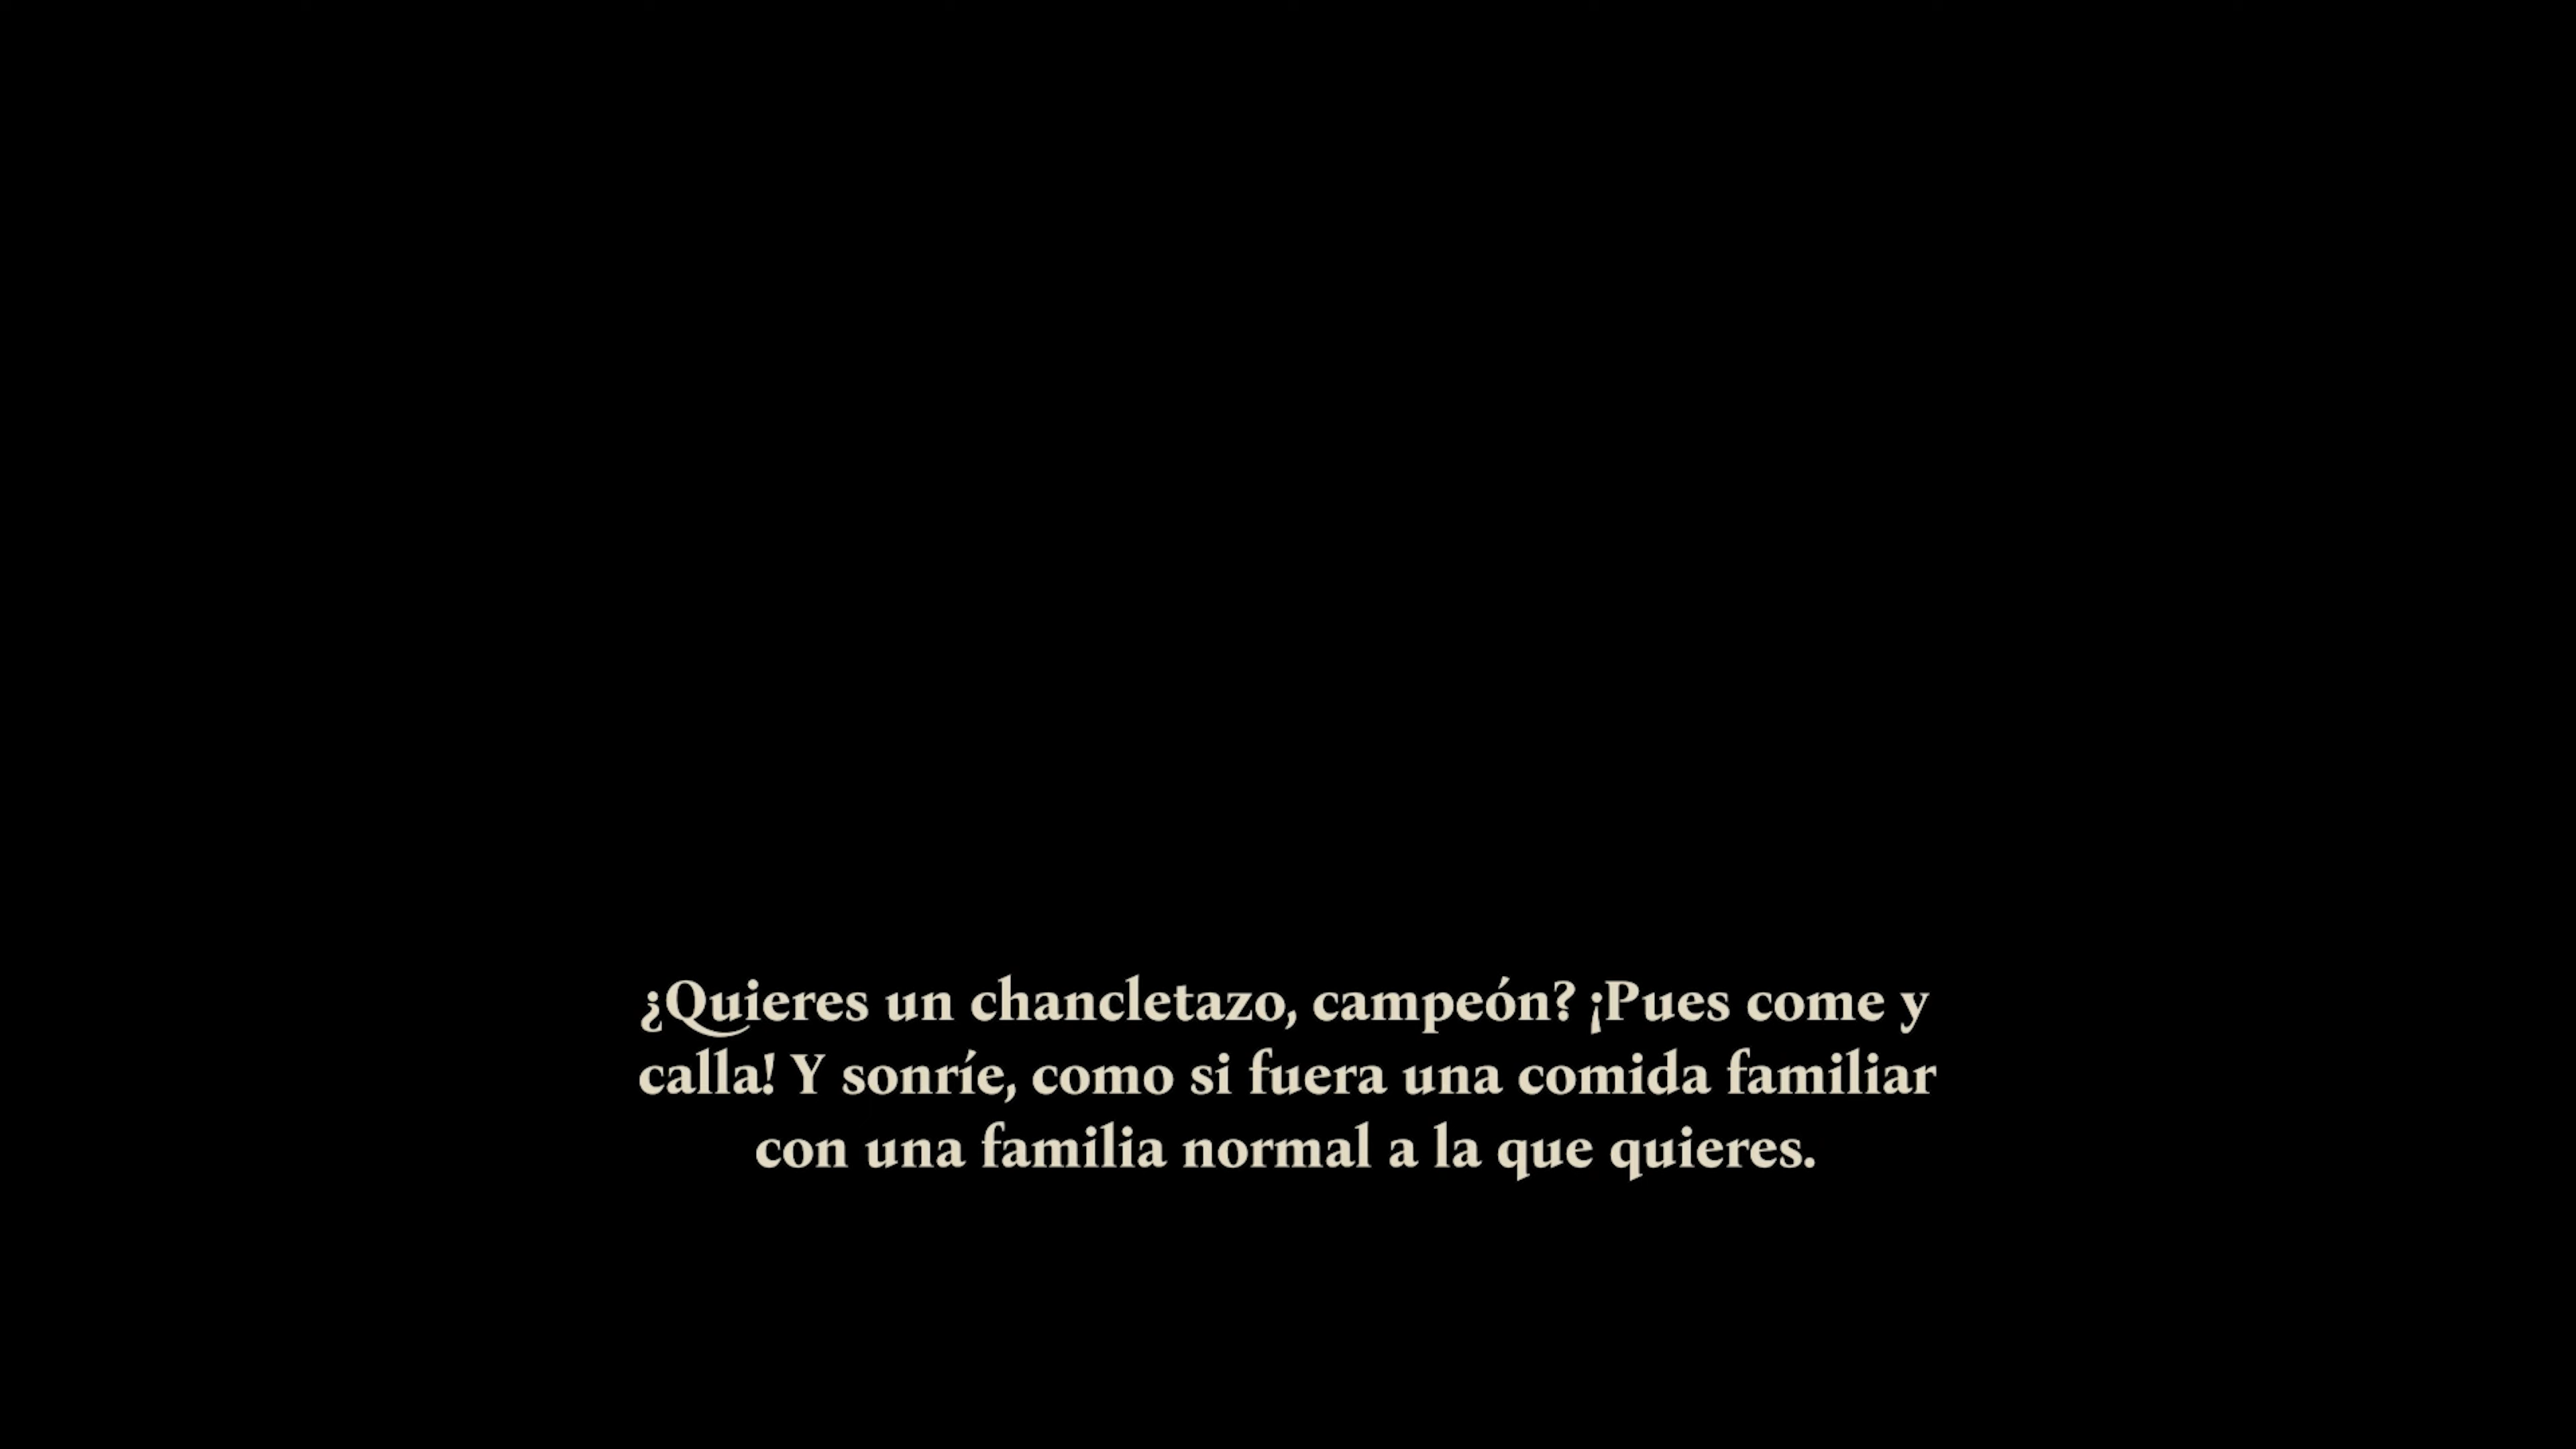 ¿Quieres un chancletazo, campeón? ¡Pues come y
calla! Y sonríe, como si fuera una comida familiar
con una familia normal a la que quieres.